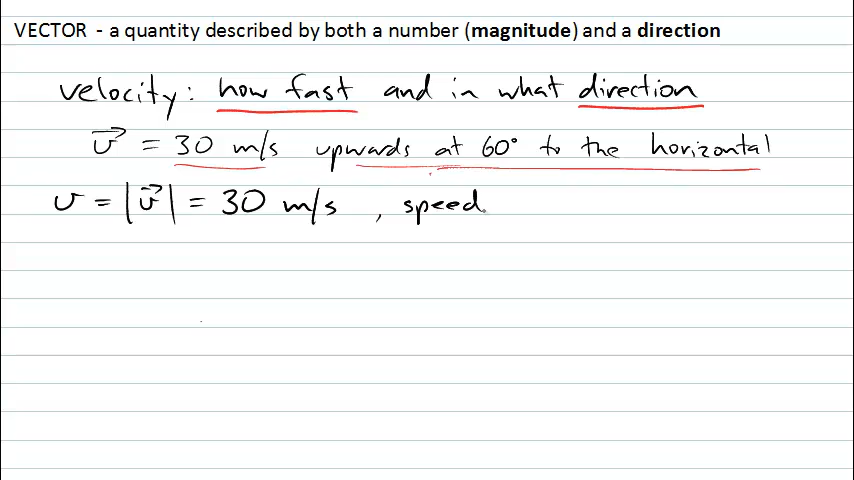 VECTOR - a quantity described by both a number (magnitude) and a direction
velocity: how fast and in what direction
v⃗ = 30 m/s upwards at 60° to the horizontal
v = |v⃗| = 30 m/s , speed